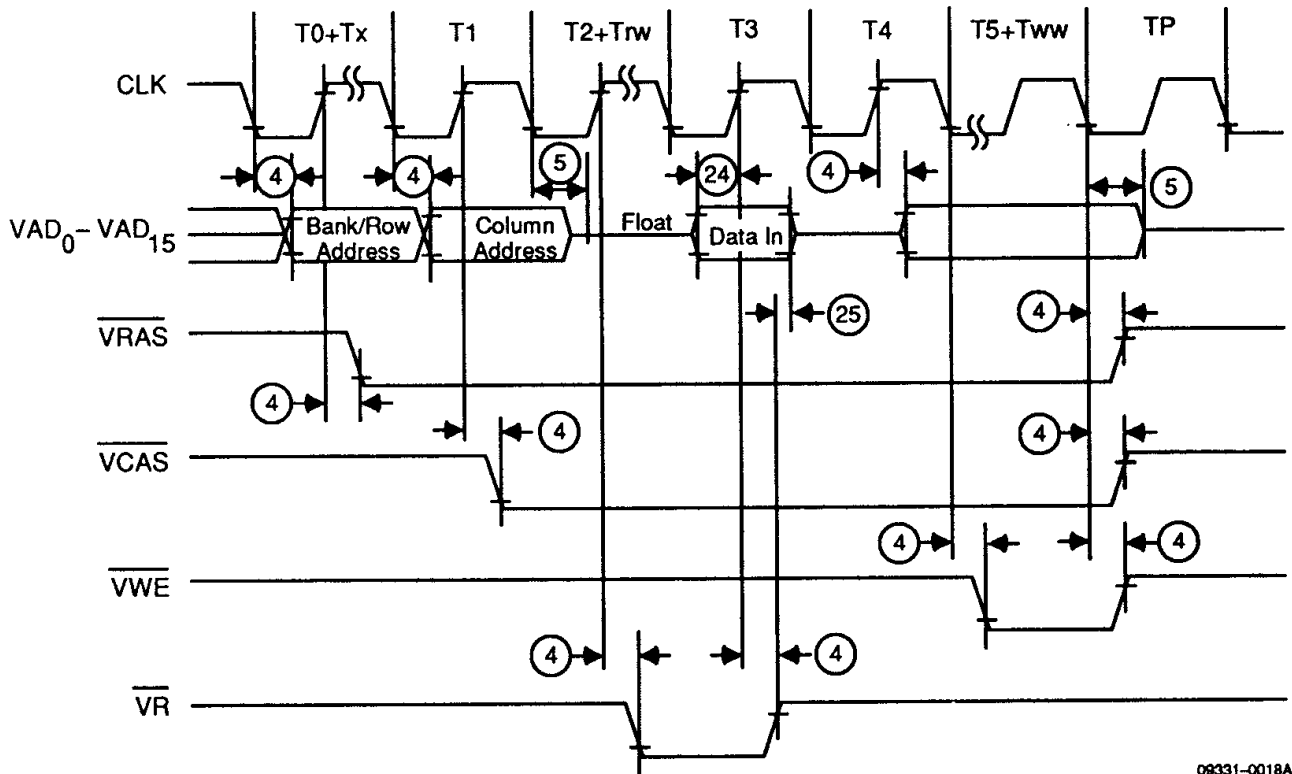 T0+Tx T1 T2+Trw T3 T4 T5+Tww TP
CLK
4 4 5 24 4 5
VAD0– VAD15
Bank/Row
Address
Column
Address
Float
Data In
25
4
VRAS
4
4
4
VCAS
4
4
VWE
4
4
VR
09331-0018A